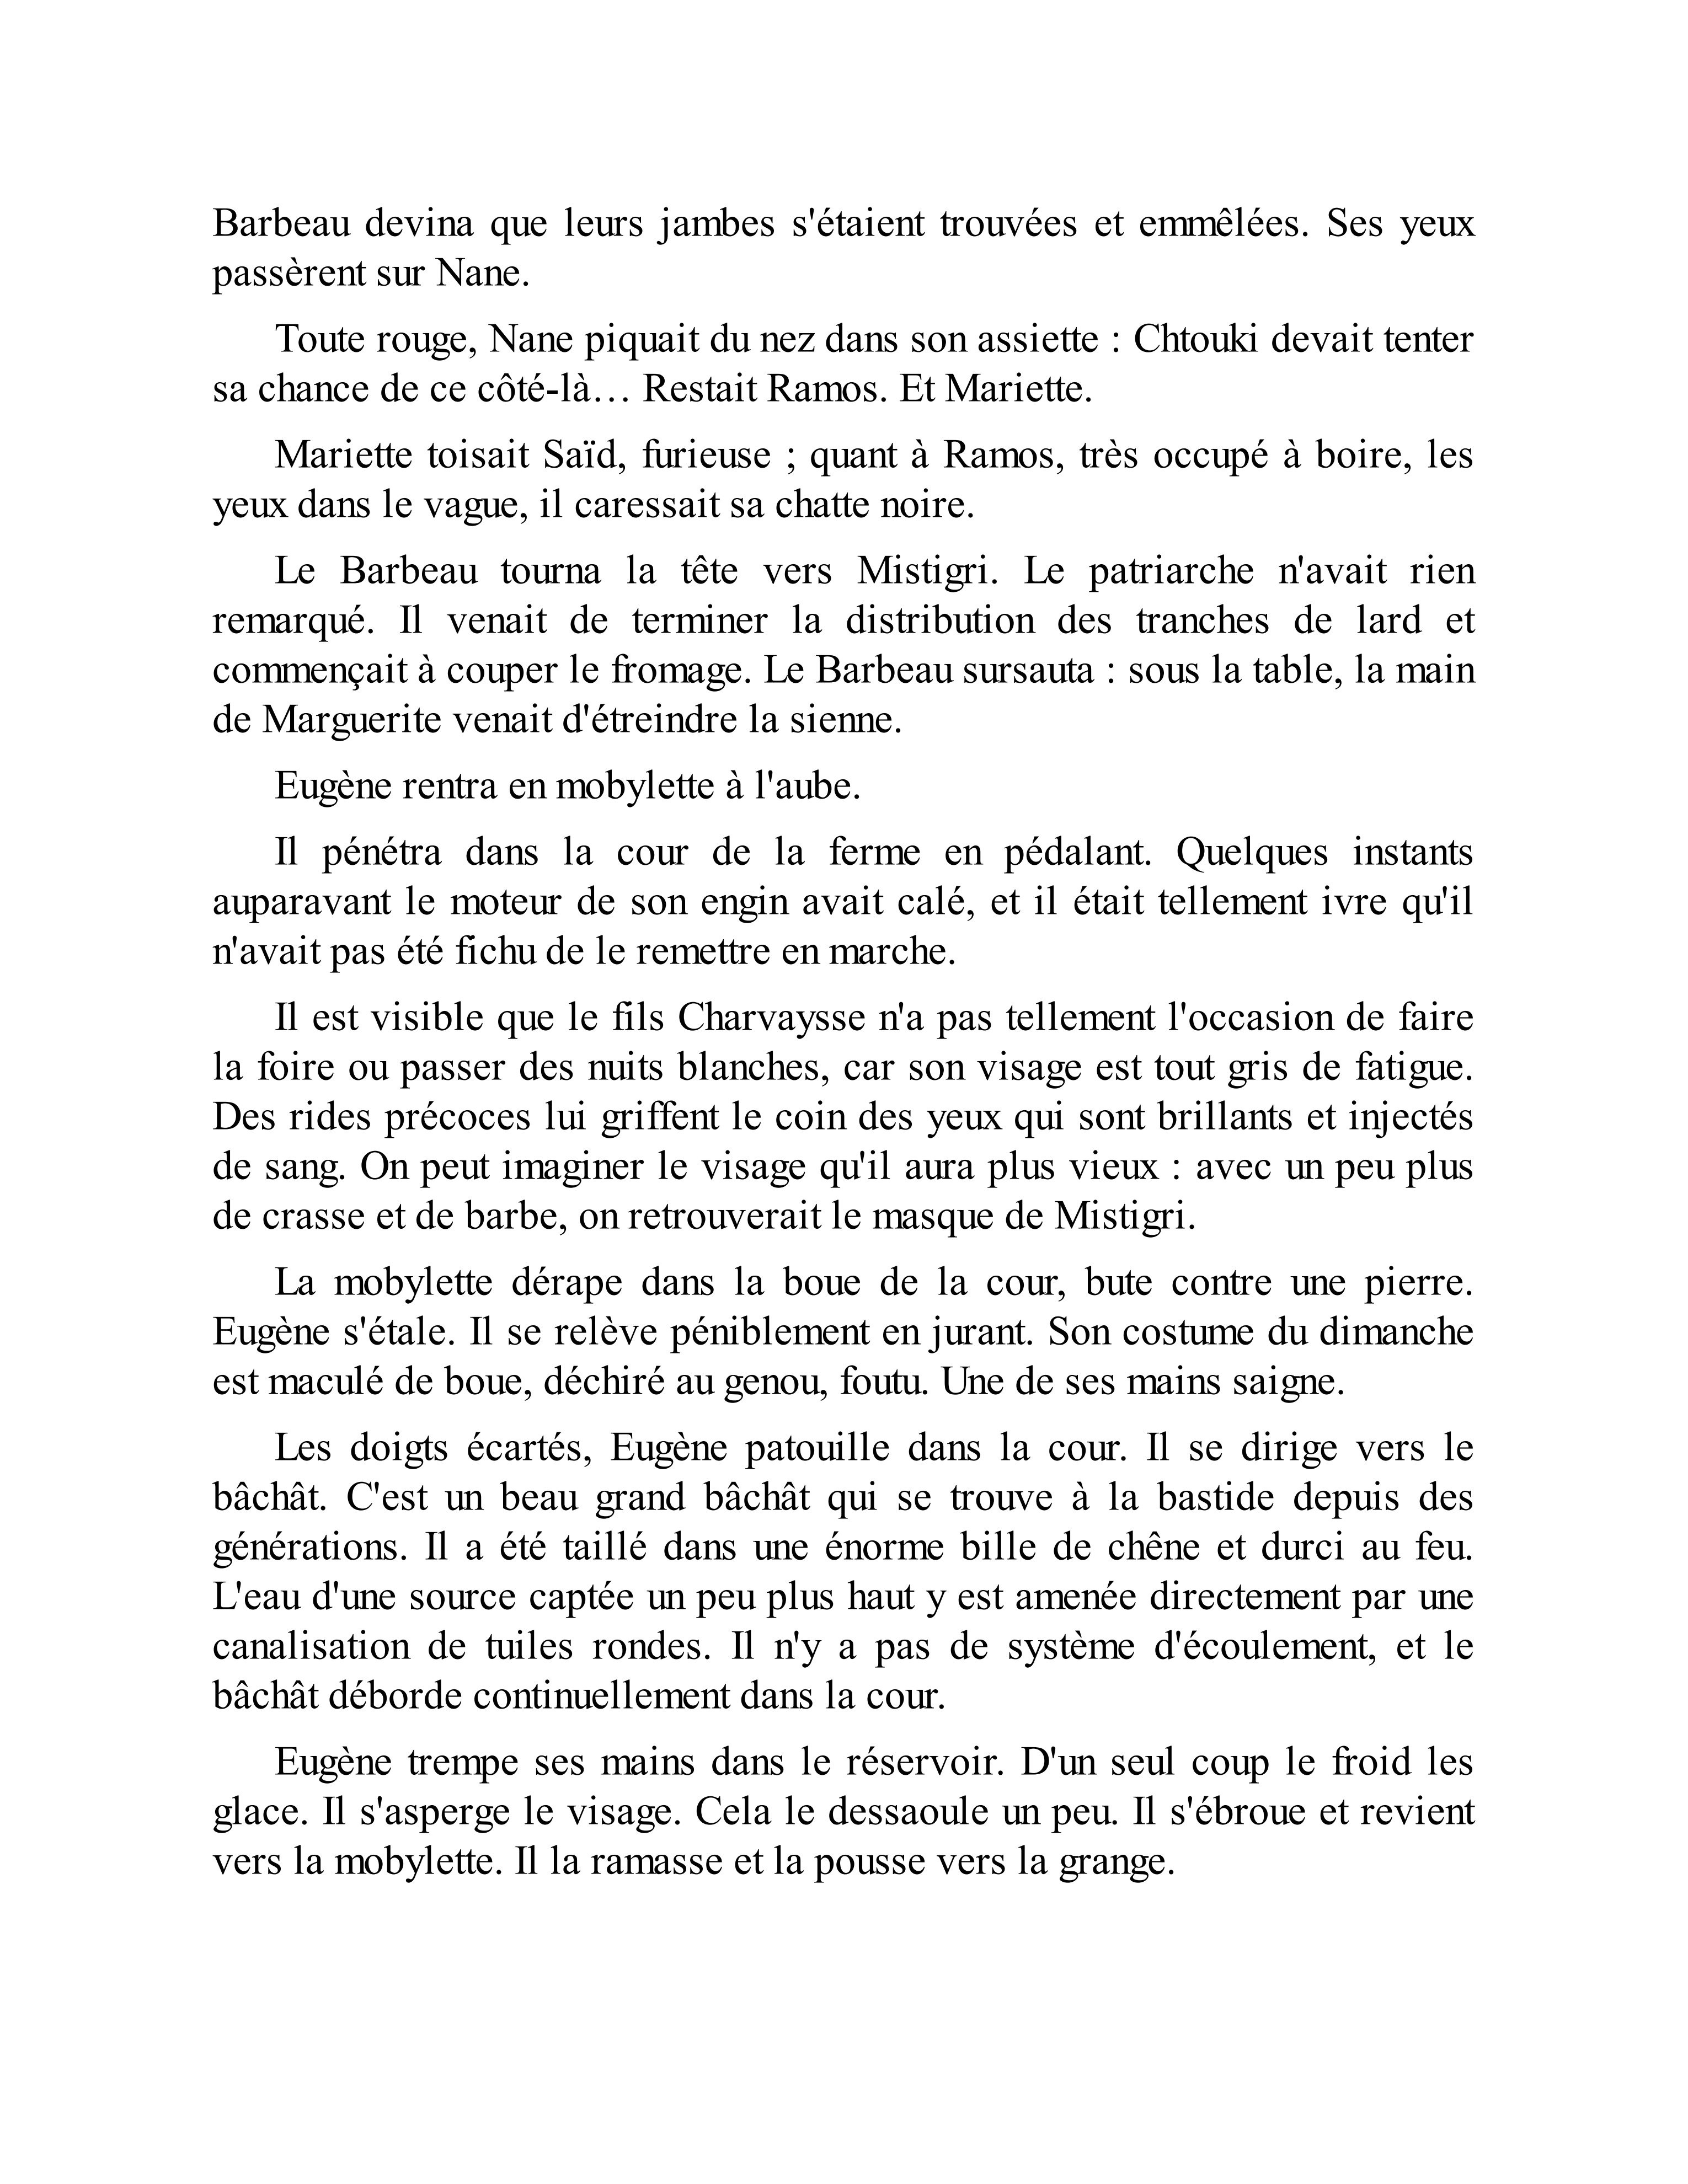 Barbeau devina que leurs jambes s'étaient trouvées et emmêlées. Ses yeux
passèrent sur Nane.
Toute rouge, Nane piquait du nez dans son assiette : Chtouki devait tenter
sa chance de ce côté-là… Restait Ramos. Et Mariette.
Mariette toisait Saïd, furieuse ; quant à Ramos, très occupé à boire, les
yeux dans le vague, il caressait sa chatte noire.
Le Barbeau tourna la tête vers Mistigri. Le patriarche n'avait rien
remarqué. Il venait de terminer la distribution des tranches de lard et
commençait à couper le fromage. Le Barbeau sursauta : sous la table, la main
de Marguerite venait d'étreindre la sienne.
Eugène rentra en mobylette à l'aube.
Il pénétra dans la cour de la ferme en pédalant. Quelques instants
auparavant le moteur de son engin avait calé, et il était tellement ivre qu'il
n'avait pas été fichu de le remettre en marche.
Il est visible que le fils Charvaysse n'a pas tellement l'occasion de faire
la foire ou passer des nuits blanches, car son visage est tout gris de fatigue.
Des rides précoces lui griffent le coin des yeux qui sont brillants et injectés
de sang. On peut imaginer le visage qu'il aura plus vieux : avec un peu plus
de crasse et de barbe, on retrouverait le masque de Mistigri.
La mobylette dérape dans la boue de la cour, bute contre une pierre.
Eugène s'étale. Il se relève péniblement en jurant. Son costume du dimanche
est maculé de boue, déchiré au genou, foutu. Une de ses mains saigne.
Les doigts écartés, Eugène patouille dans la cour. Il se dirige vers le
bâchât. C'est un beau grand bâchât qui se trouve à la bastide depuis des
générations. Il a été taillé dans une énorme bille de chêne et durci au feu.
L'eau d'une source captée un peu plus haut y est amenée directement par une
canalisation de tuiles rondes. Il n'y a pas de système d'écoulement, et le
bâchât déborde continuellement dans la cour.
Eugène trempe ses mains dans le réservoir. D'un seul coup le froid les
glace. Il s'asperge le visage. Cela le dessaoule un peu. Il s'ébroue et revient
vers la mobylette. Il la ramasse et la pousse vers la grange.